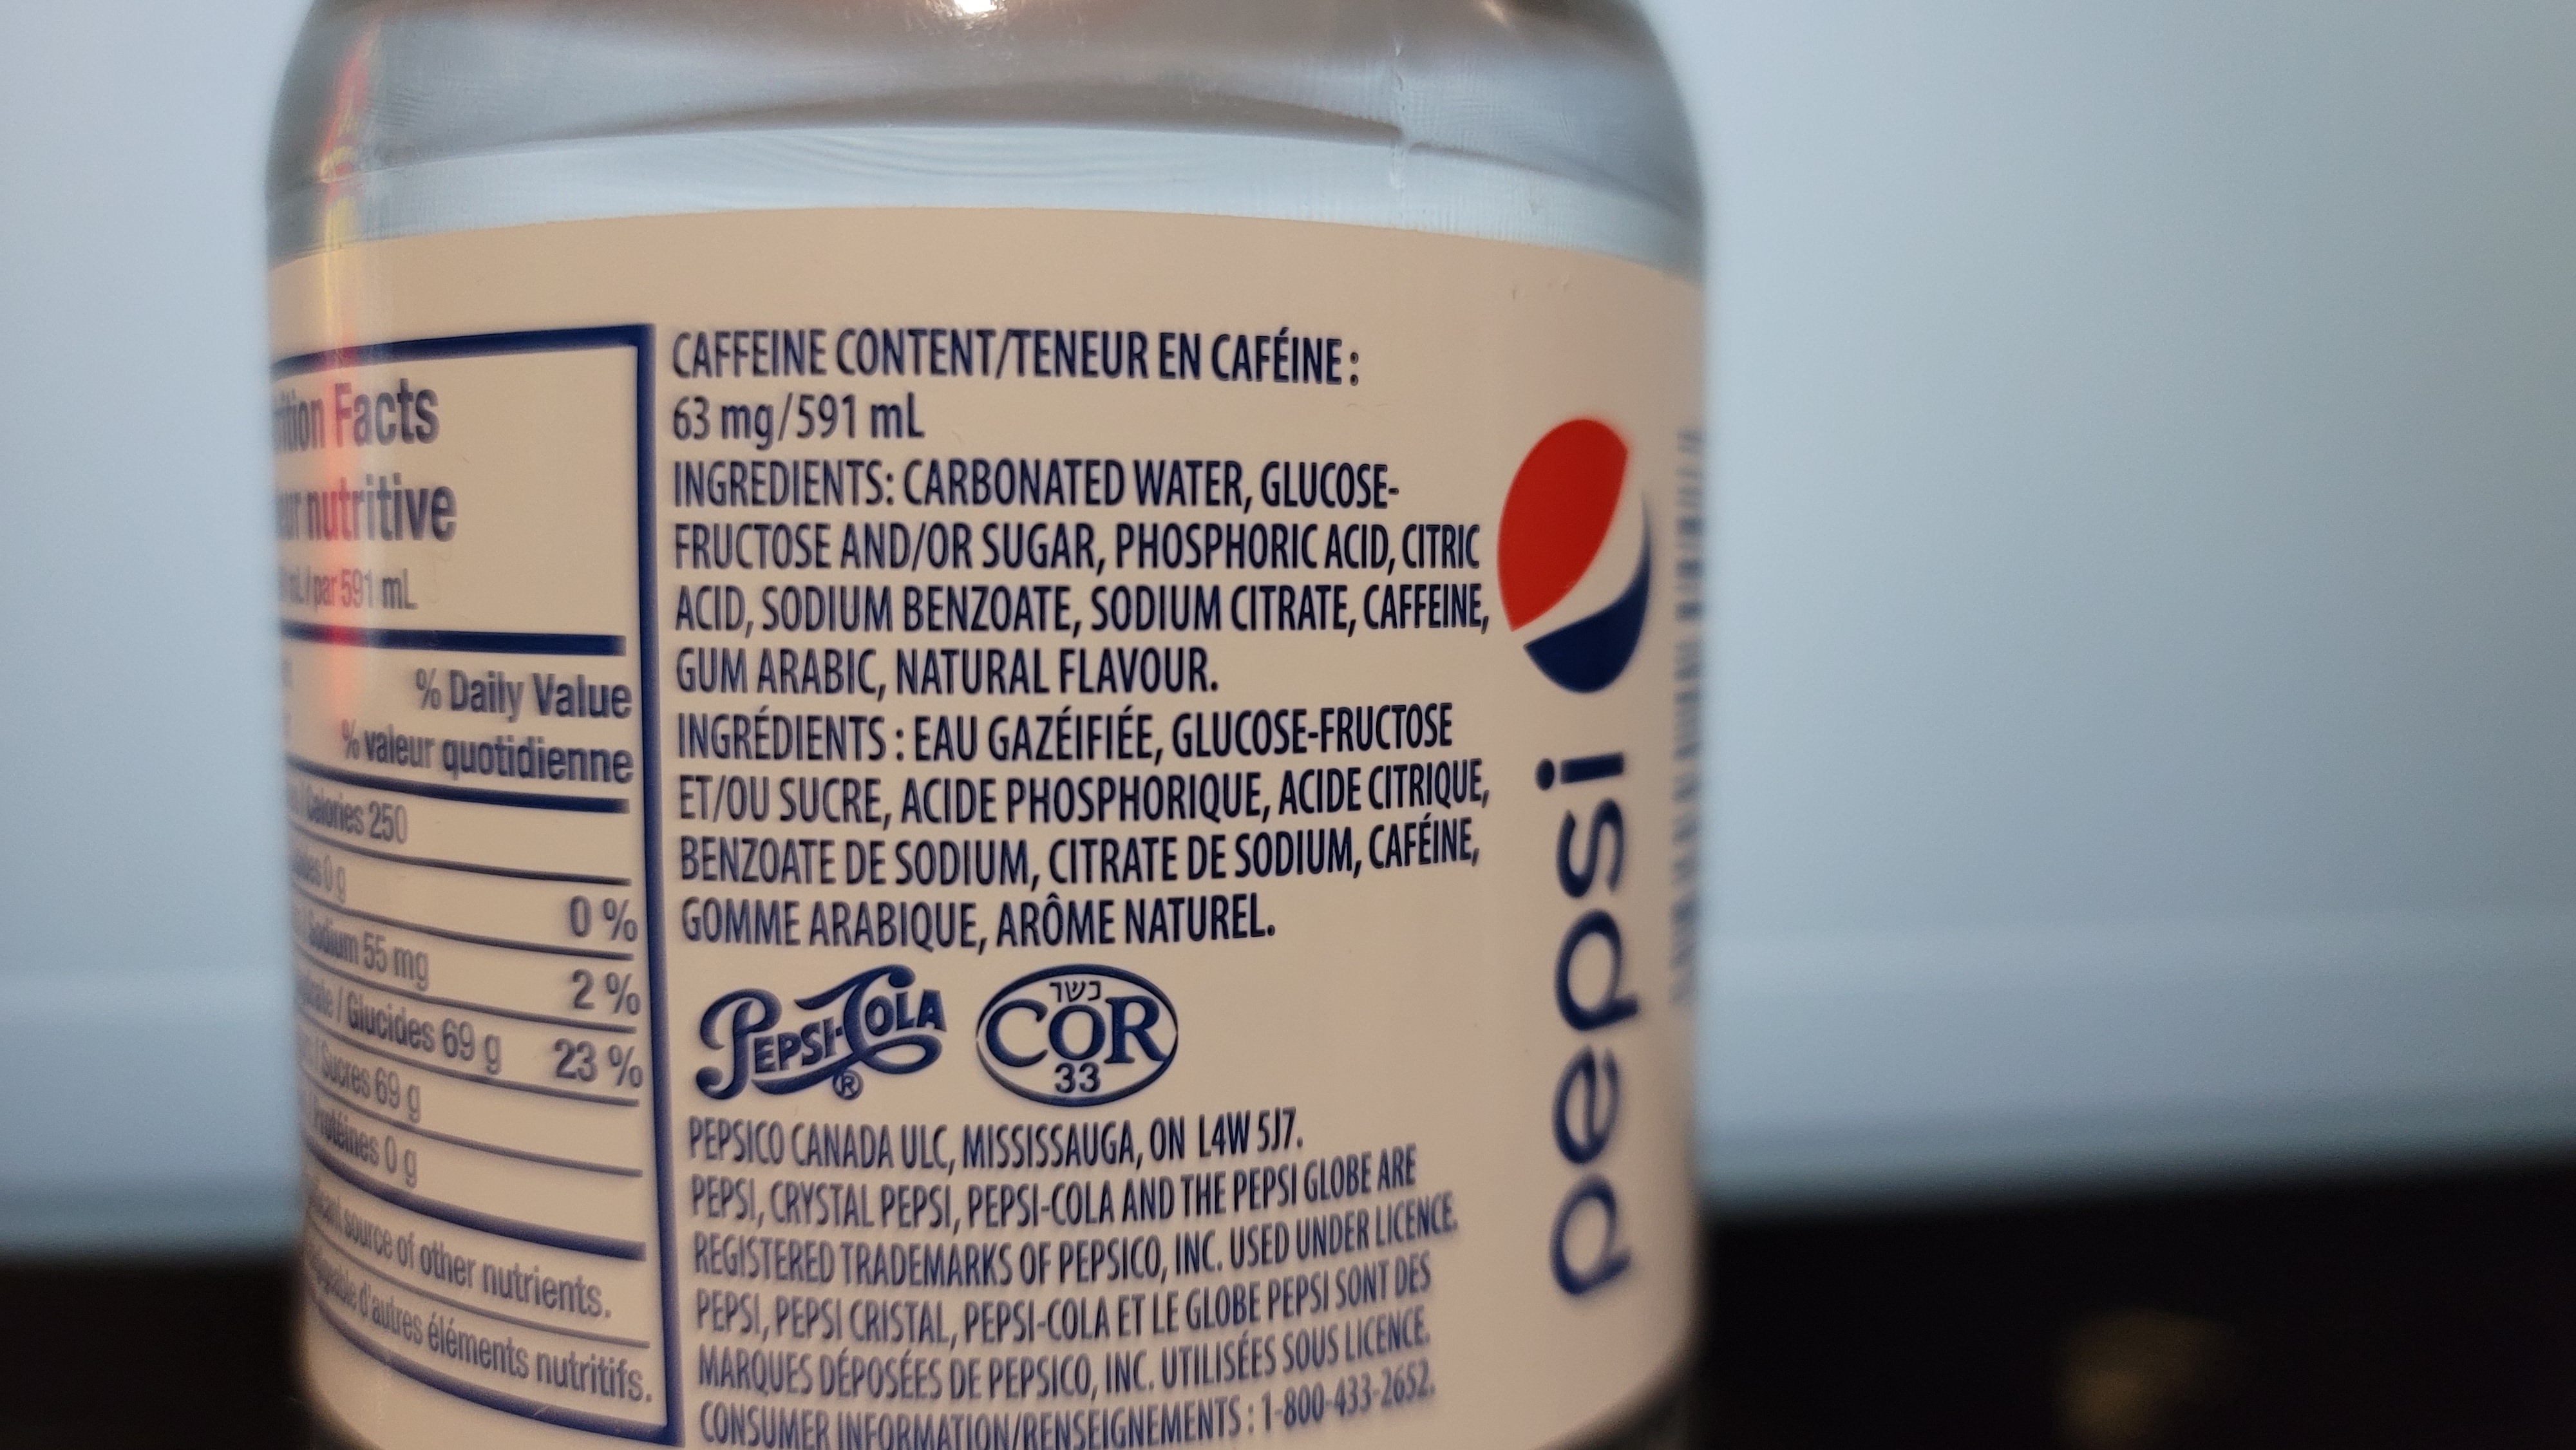 Facts
nutritive
par 591 mL
% Daily Value
% valeur quotidienne
Calories 250
0 g
0 %
Sodium 55 mg
2 %
/ Glucides 69 g
23 %
/ Sucres 69 g
/ Protéines 0 g
source of other nutrients.
d'autres éléments nutritifs.
CAFFEINE CONTENT/TENEUR EN CAFÉINE :
63 mg/591 mL
INGREDIENTS: CARBONATED WATER, GLUCOSE-
FRUCTOSE AND/OR SUGAR, PHOSPHORIC ACID, CITRIC
ACID, SODIUM BENZOATE, SODIUM CITRATE, CAFFEINE,
GUM ARABIC, NATURAL FLAVOUR.
INGRÉDIENTS : EAU GAZÉIFIÉE, GLUCOSE-FRUCTOSE
ET/OU SUCRE, ACIDE PHOSPHORIQUE, ACIDE CITRIQUE,
BENZOATE DE SODIUM, CITRATE DE SODIUM, CAFÉINE,
GOMME ARABIQUE, ARÔME NATUREL.
PEPSI-COLA ®
כשר
COR
33
PEPSICO CANADA ULC, MISSISSAUGA, ON L4W 5J7.
PEPSI, CRYSTAL PEPSI, PEPSI-COLA AND THE PEPSI GLOBE ARE
REGISTERED TRADEMARKS OF PEPSICO, INC. USED UNDER LICENCE.
PEPSI, PEPSI CRISTAL, PEPSI-COLA ET LE GLOBE PEPSI SONT DES
MARQUES DÉPOSÉES DE PEPSICO, INC. UTILISÉES SOUS LICENCE.
CONSUMER INFORMATION/RENSEIGNEMENTS : 1-800-433-2652.
pepsi